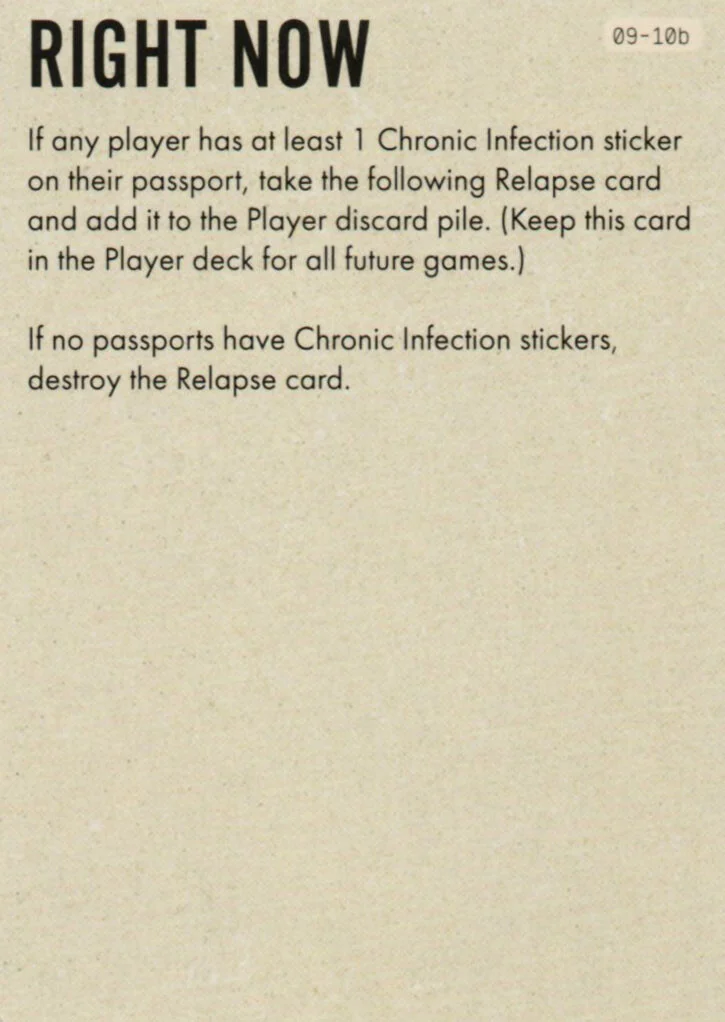 RIGHT NOW
09-10b
If any player has at least 1 Chronic Infection sticker
on their passport, take the following Relapse card
and add it to the Player discard pile. (Keep this card
in the Player deck for all future games.)
If no passports have Chronic Infection stickers,
destroy the Relapse card.